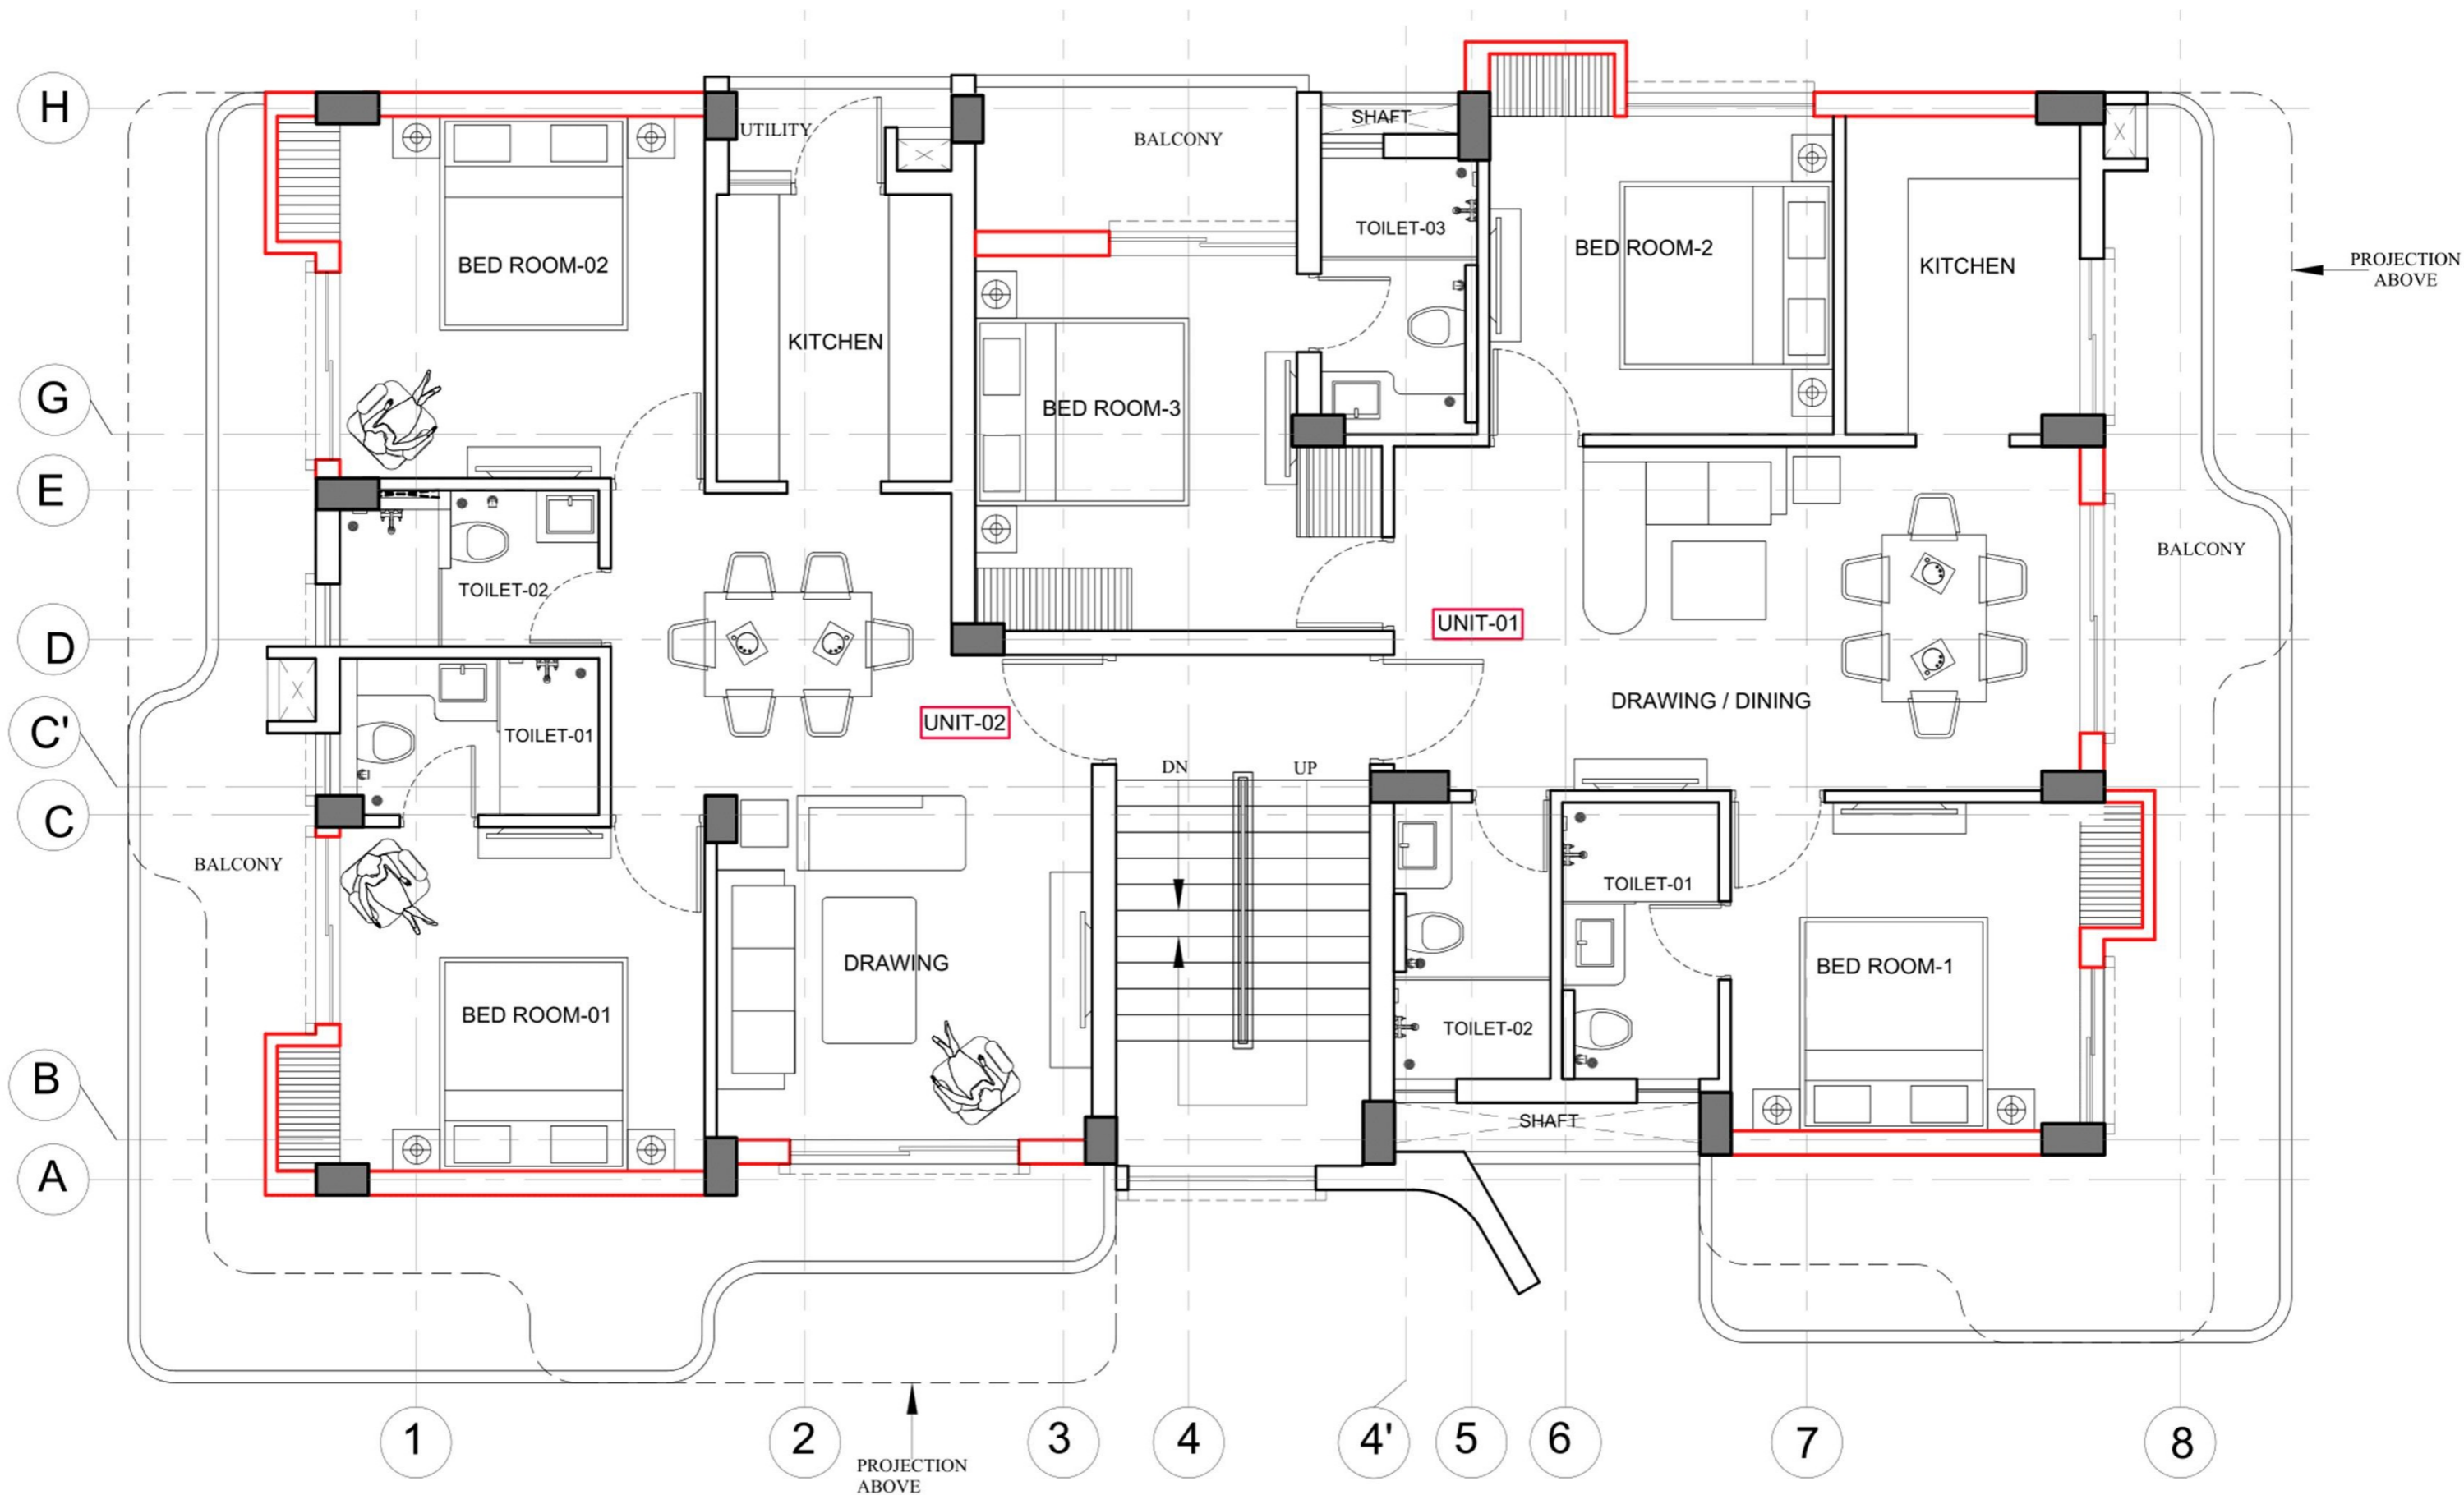 H
UTILITY
BALCONY
SHAFT
TOILET-03
BED ROOM-02
BED ROOM-2
KITCHEN
PROJECTION
ABOVE
KITCHEN
G
BED ROOM-3
E
BALCONY
TOILET-02
UNIT-01
D
DRAWING / DINING
UNIT-02
C'
TOILET-01
DN
UP
C
BALCONY
TOILET-01
DRAWING
BED ROOM-1
BED ROOM-01
TOILET-02
B
SHAFT
A
1
2
3
4
4'
5
6
7
8
PROJECTION
ABOVE